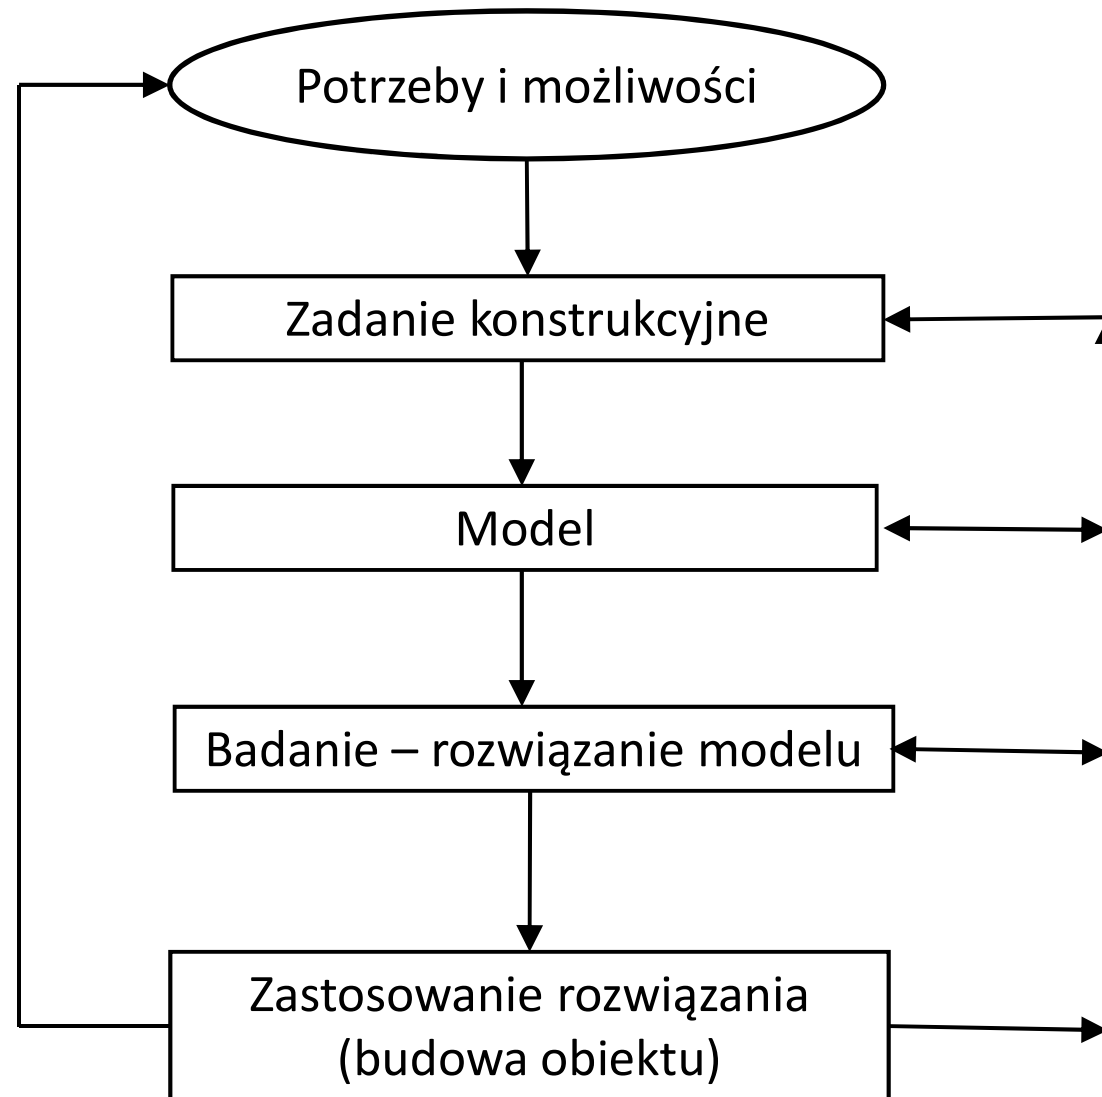 Potrzeby i możliwości
Zadanie konstrukcyjne
Model
Badanie – rozwiązanie modelu
Zastosowanie rozwiązania
(budowa obiektu)